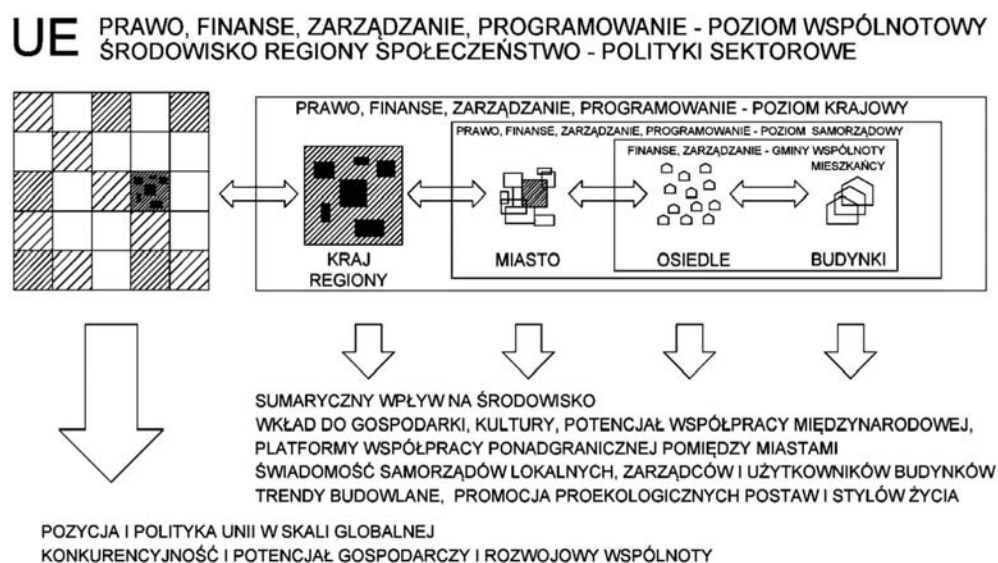 UE PRAWO, FINANSE, ZARZĄDZANIE, PROGRAMOWANIE - POZIOM WSPÓLNOTOWY
ŚRODOWISKO REGIONY SPOŁECZEŃSTWO - POLITYKI SEKTOROWE
PRAWO, FINANSE, ZARZĄDZANIE, PROGRAMOWANIE - POZIOM KRAJOWY
PRAWO, FINANSE, ZARZĄDZANIE, PROGRAMOWANIE - POZIOM SAMORZĄDOWY
FINANSE, ZARZĄDZANIE - GMINY WSPÓLNOTY
MIESZKAŃCY
KRAJ
REGIONY
MIASTO
OSIEDLE
BUDYNKI
SUMARYCZNY WPŁYW NA ŚRODOWISKO
WKŁAD DO GOSPODARKI, KULTURY, POTENCJAŁ WSPÓŁPRACY MIĘDZYNARODOWEJ,
PLATFORMY WSPÓŁPRACY PONADGRANICZNEJ POMIĘDZY MIASTAMI
ŚWIADOMOŚĆ SAMORZĄDÓW LOKALNYCH, ZARZĄDCÓW I UŻYTKOWNIKÓW BUDYNKÓW
TRENDY BUDOWLANE, PROMOCJA PROEKOLOGICZNYCH POSTAW I STYLÓW ŻYCIA
POZYCJA I POLITYKA UNII W SKALI GLOBALNEJ
KONKURENCYJNOŚĆ I POTENCJAŁ GOSPODARCZY I ROZWOJOWY WSPÓLNOTY